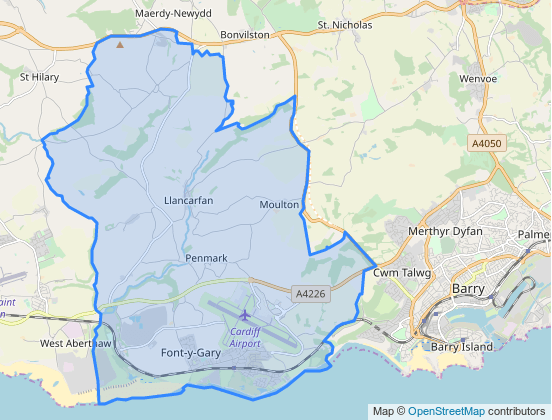 Maerdy-Newydd
St. Nicholas
Bonvilston
St Hilary
Wenvoe
A4050
Llancarfan
Moulton
Merthyr Dyfan
Palme
Penmark
Cwm Talwg
A4226
Barry
aint
n
Cardiff
Airport
West Aberthaw
Font-y-Gary
Barry Island
Map © OpenStreetMap contributors